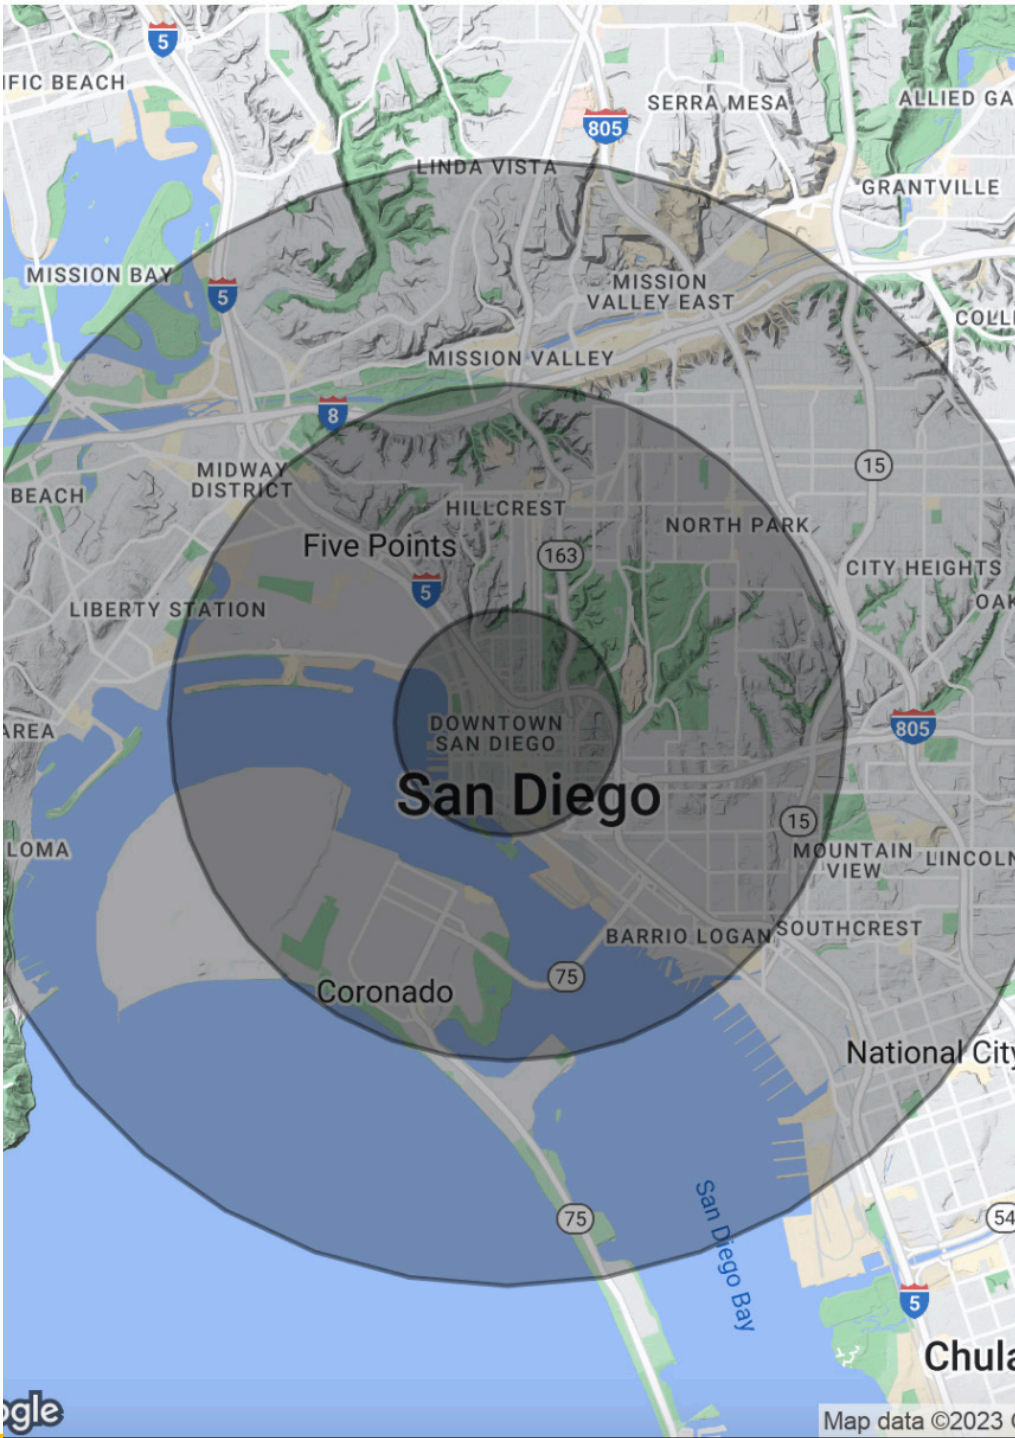 5
IFIC BEACH
SERRA MESA
ALLIED GA
805
LINDA VISTA
GRANTVILLE
MISSION BAY
5
MISSION
VALLEY EAST
COLL
MISSION VALLEY
8
15
MIDWAY
DISTRICT
BEACH
HILLCREST
NORTH PARK
Five Points
163
CITY HEIGHTS
5
OAK
LIBERTY STATION
AREA
DOWNTOWN
SAN DIEGO
805
San Diego
15
LOMA
MOUNTAIN
VIEW
LINCOLN
BARRIO LOGAN
SOUTHCREST
75
Coronado
National City
75
San Diego Bay
54
5
Chula
ogle
Map data ©2023 G